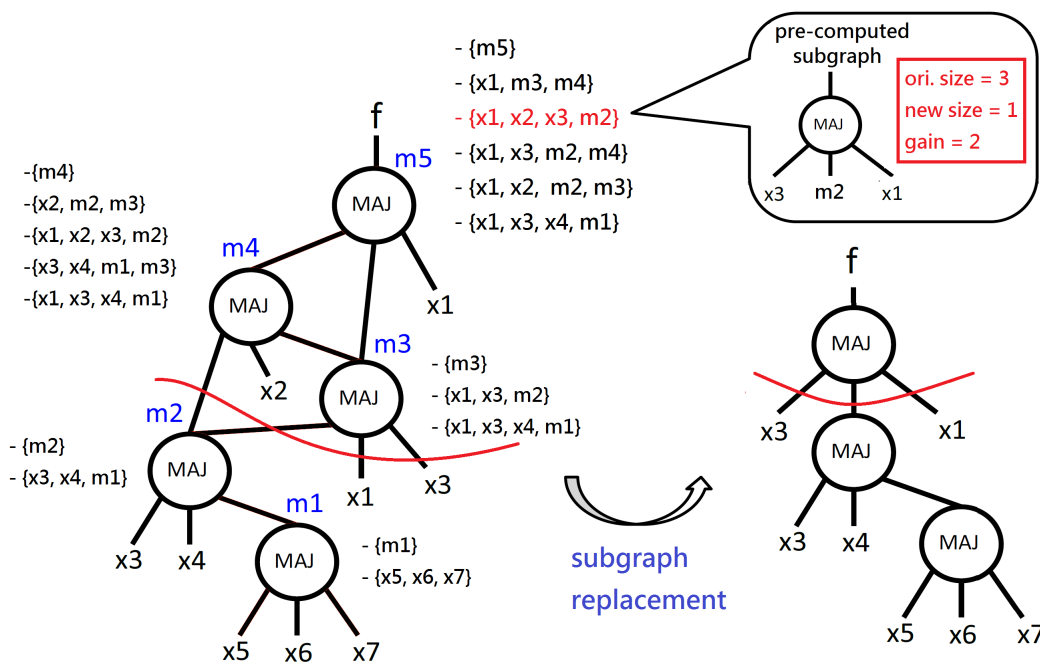 - {m5}
- {x1, m3, m4}
- {x1, x2, x3, m2}
- {x1, x3, m2, m4}
- {x1, x2, m2, m3}
- {x1, x3, x4, m1}
pre-computed
subgraph
MAJ
x3
m2
x1
ori. size = 3
new size = 1
gain = 2
f
m5
MAJ
-{m4}
-{x2, m2, m3}
-{x1, x2, x3, m2}
-{x3, x4, m1, m3}
-{x1, x3, x4, m1}
m4
MAJ
x1
x2
m3
MAJ
- {m3}
- {x1, x3, m2}
- {x1, x3, x4, m1}
m2
- {m2}
- {x3, x4, m1}
MAJ
x1
x3
x3
x4
m1
MAJ
- {m1}
- {x5, x6, x7}
x5
x6
x7
subgraph
replacement
f
MAJ
x3
x1
MAJ
x3
x4
MAJ
x5
x6
x7